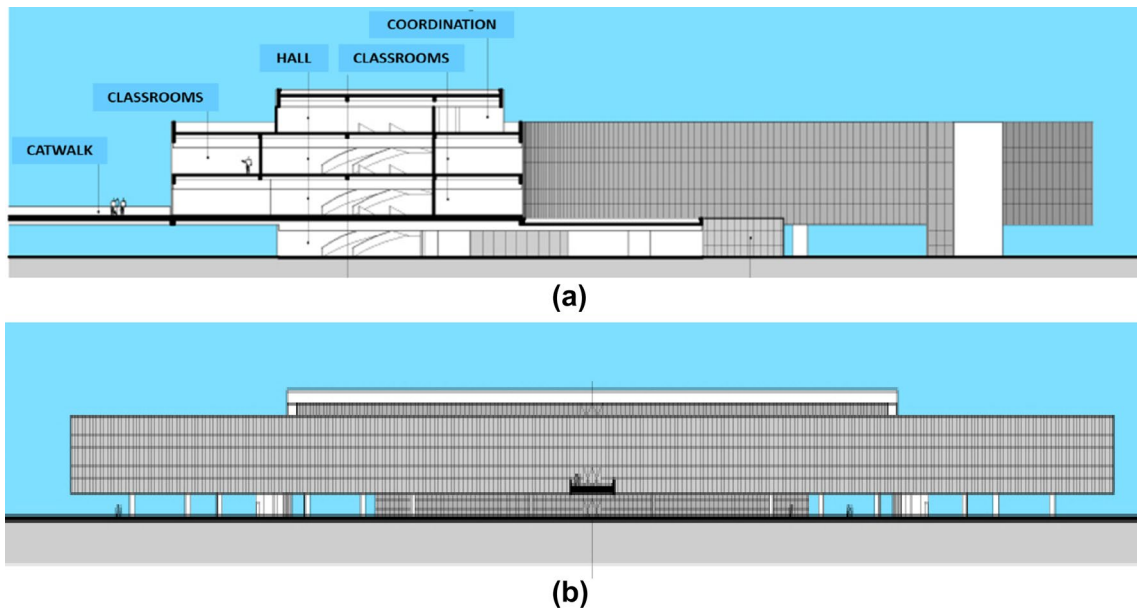 COORDINATION
HALL
CLASSROOMS
CLASSROOMS
CATWALK
(a)
(b)